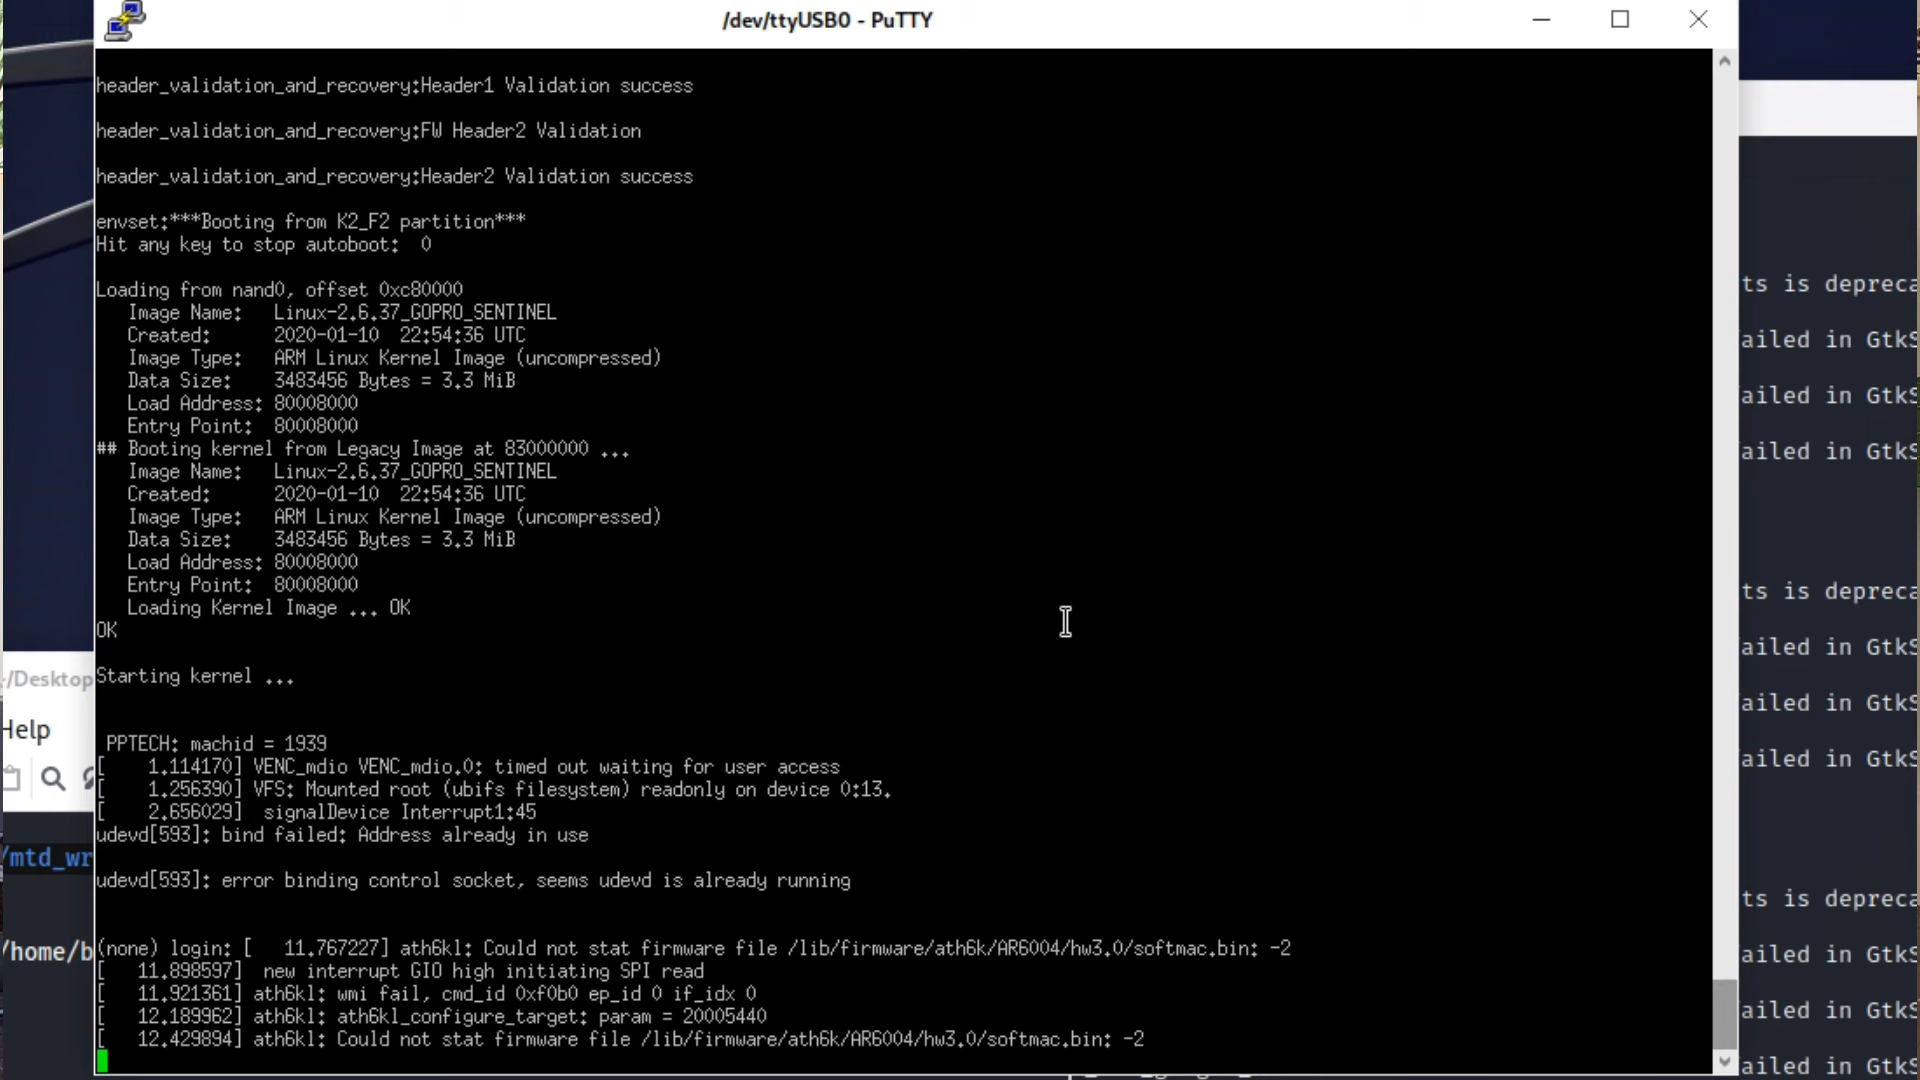 /dev/ttyUSB0 - PuTTY
header_validation_and_recovery:Header1 Validation success
header_validation_and_recovery:FW Header2 Validation
header_validation_and_recovery:Header2 Validation success
envset:***Booting from K2_F2 partition***
Hit any key to stop autoboot:  0
Loading from nand0, offset 0xc80000
Image Name:   Linux-2.6.37_GOPRO_SENTINEL
Created:      2020-01-10  22:54:36 UTC
Image Type:   ARM Linux Kernel Image (uncompressed)
Data Size:    3483456 Bytes = 3.3 MiB
Load Address: 80008000
Entry Point:  80008000
## Booting kernel from Legacy Image at 83000000 ...
Image Name:   Linux-2.6.37_GOPRO_SENTINEL
Created:      2020-01-10  22:54:36 UTC
Image Type:   ARM Linux Kernel Image (uncompressed)
Data Size:    3483456 Bytes = 3.3 MiB
Load Address: 80008000
Entry Point:  80008000
Loading Kernel Image ... OK
OK
Starting kernel ...
PPTECH: machid = 1939
[    1.114170] VENC_mdio VENC_mdio.0: timed out waiting for user access
[    1.256390] VFS: Mounted root (ubifs filesystem) readonly on device 0:13.
[    2.656029]  signalDevice Interrupt1:45
udevd[593]: bind failed: Address already in use
udevd[593]: error binding control socket, seems udevd is already running
(none) login: [   11.767227] ath6kl: Could not stat firmware file /lib/firmware/ath6k/AR6004/hw3.0/softmac.bin: -2
[   11.898597]  new interrupt GIO high initiating SPI read
[   11.921361] ath6kl: wmi fail, cmd_id 0xf0b0 ep_id 0 if_idx 0
[   12.189962] ath6kl: ath6kl_configure_target: param = 20005440
[   12.429894] ath6kl: Could not stat firmware file /lib/firmware/ath6k/AR6004/hw3.0/softmac.bin: -2
~/Desktop
Help
/mtd_wr
/home/b
ts is depreca
ailed in GtkS
ailed in GtkS
ailed in GtkS
ts is depreca
ailed in GtkS
ailed in GtkS
ailed in GtkS
ts is depreca
ailed in GtkS
ailed in GtkS
ailed in GtkS